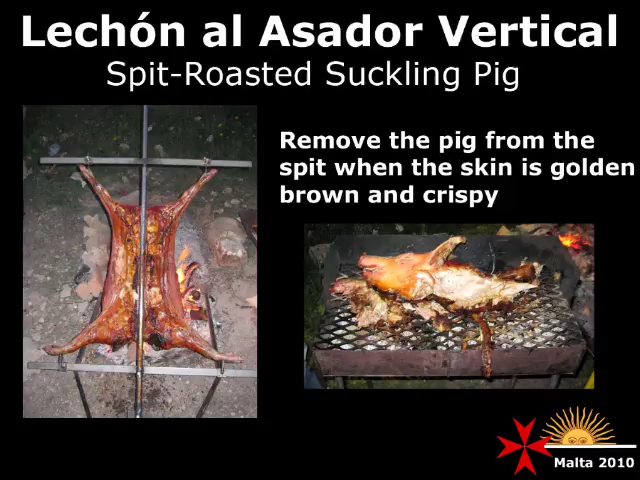 Lechón al Asador Vertical
Spit-Roasted Suckling Pig
Remove the pig from the
spit when the skin is golden
brown and crispy
Malta 2010